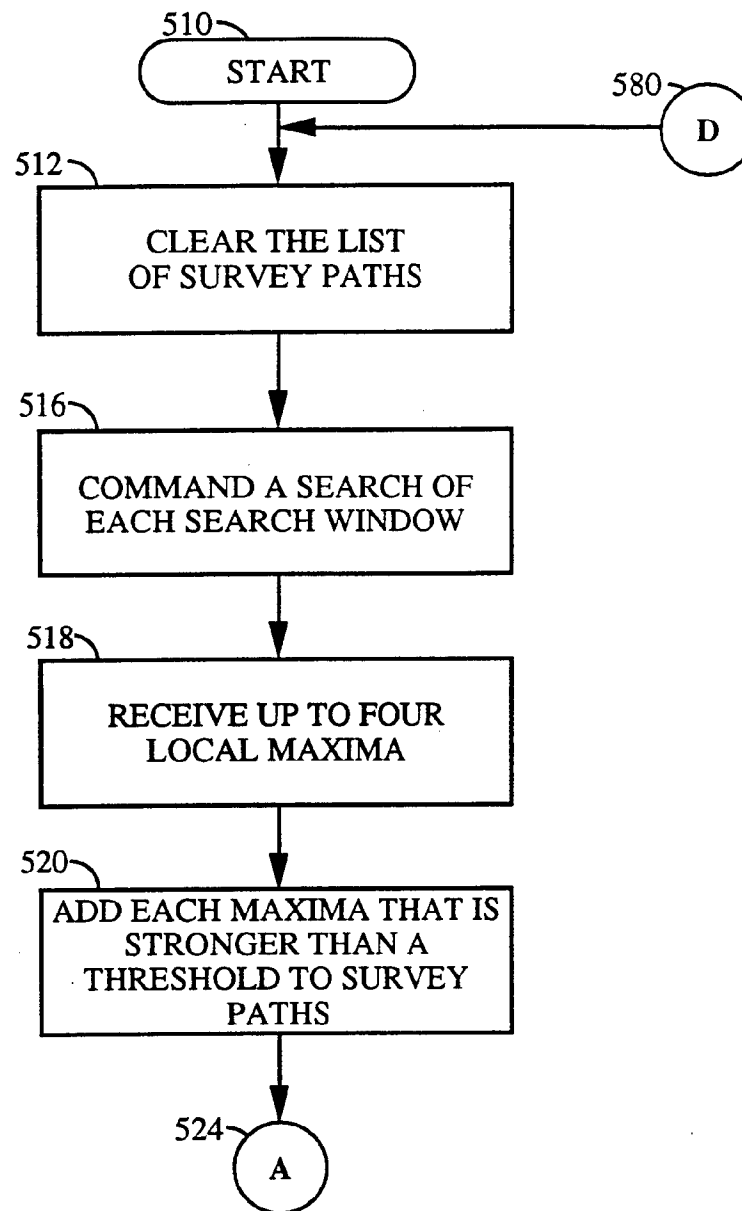 510
START
580
D
512
CLEAR THE LIST
OF SURVEY PATHS
516
COMMAND A SEARCH OF
EACH SEARCH WINDOW
518
RECEIVE UP TO FOUR
LOCAL MAXIMA
520
ADD EACH MAXIMA THAT IS
STRONGER THAN A
THRESHOLD TO SURVEY
PATHS
524
A